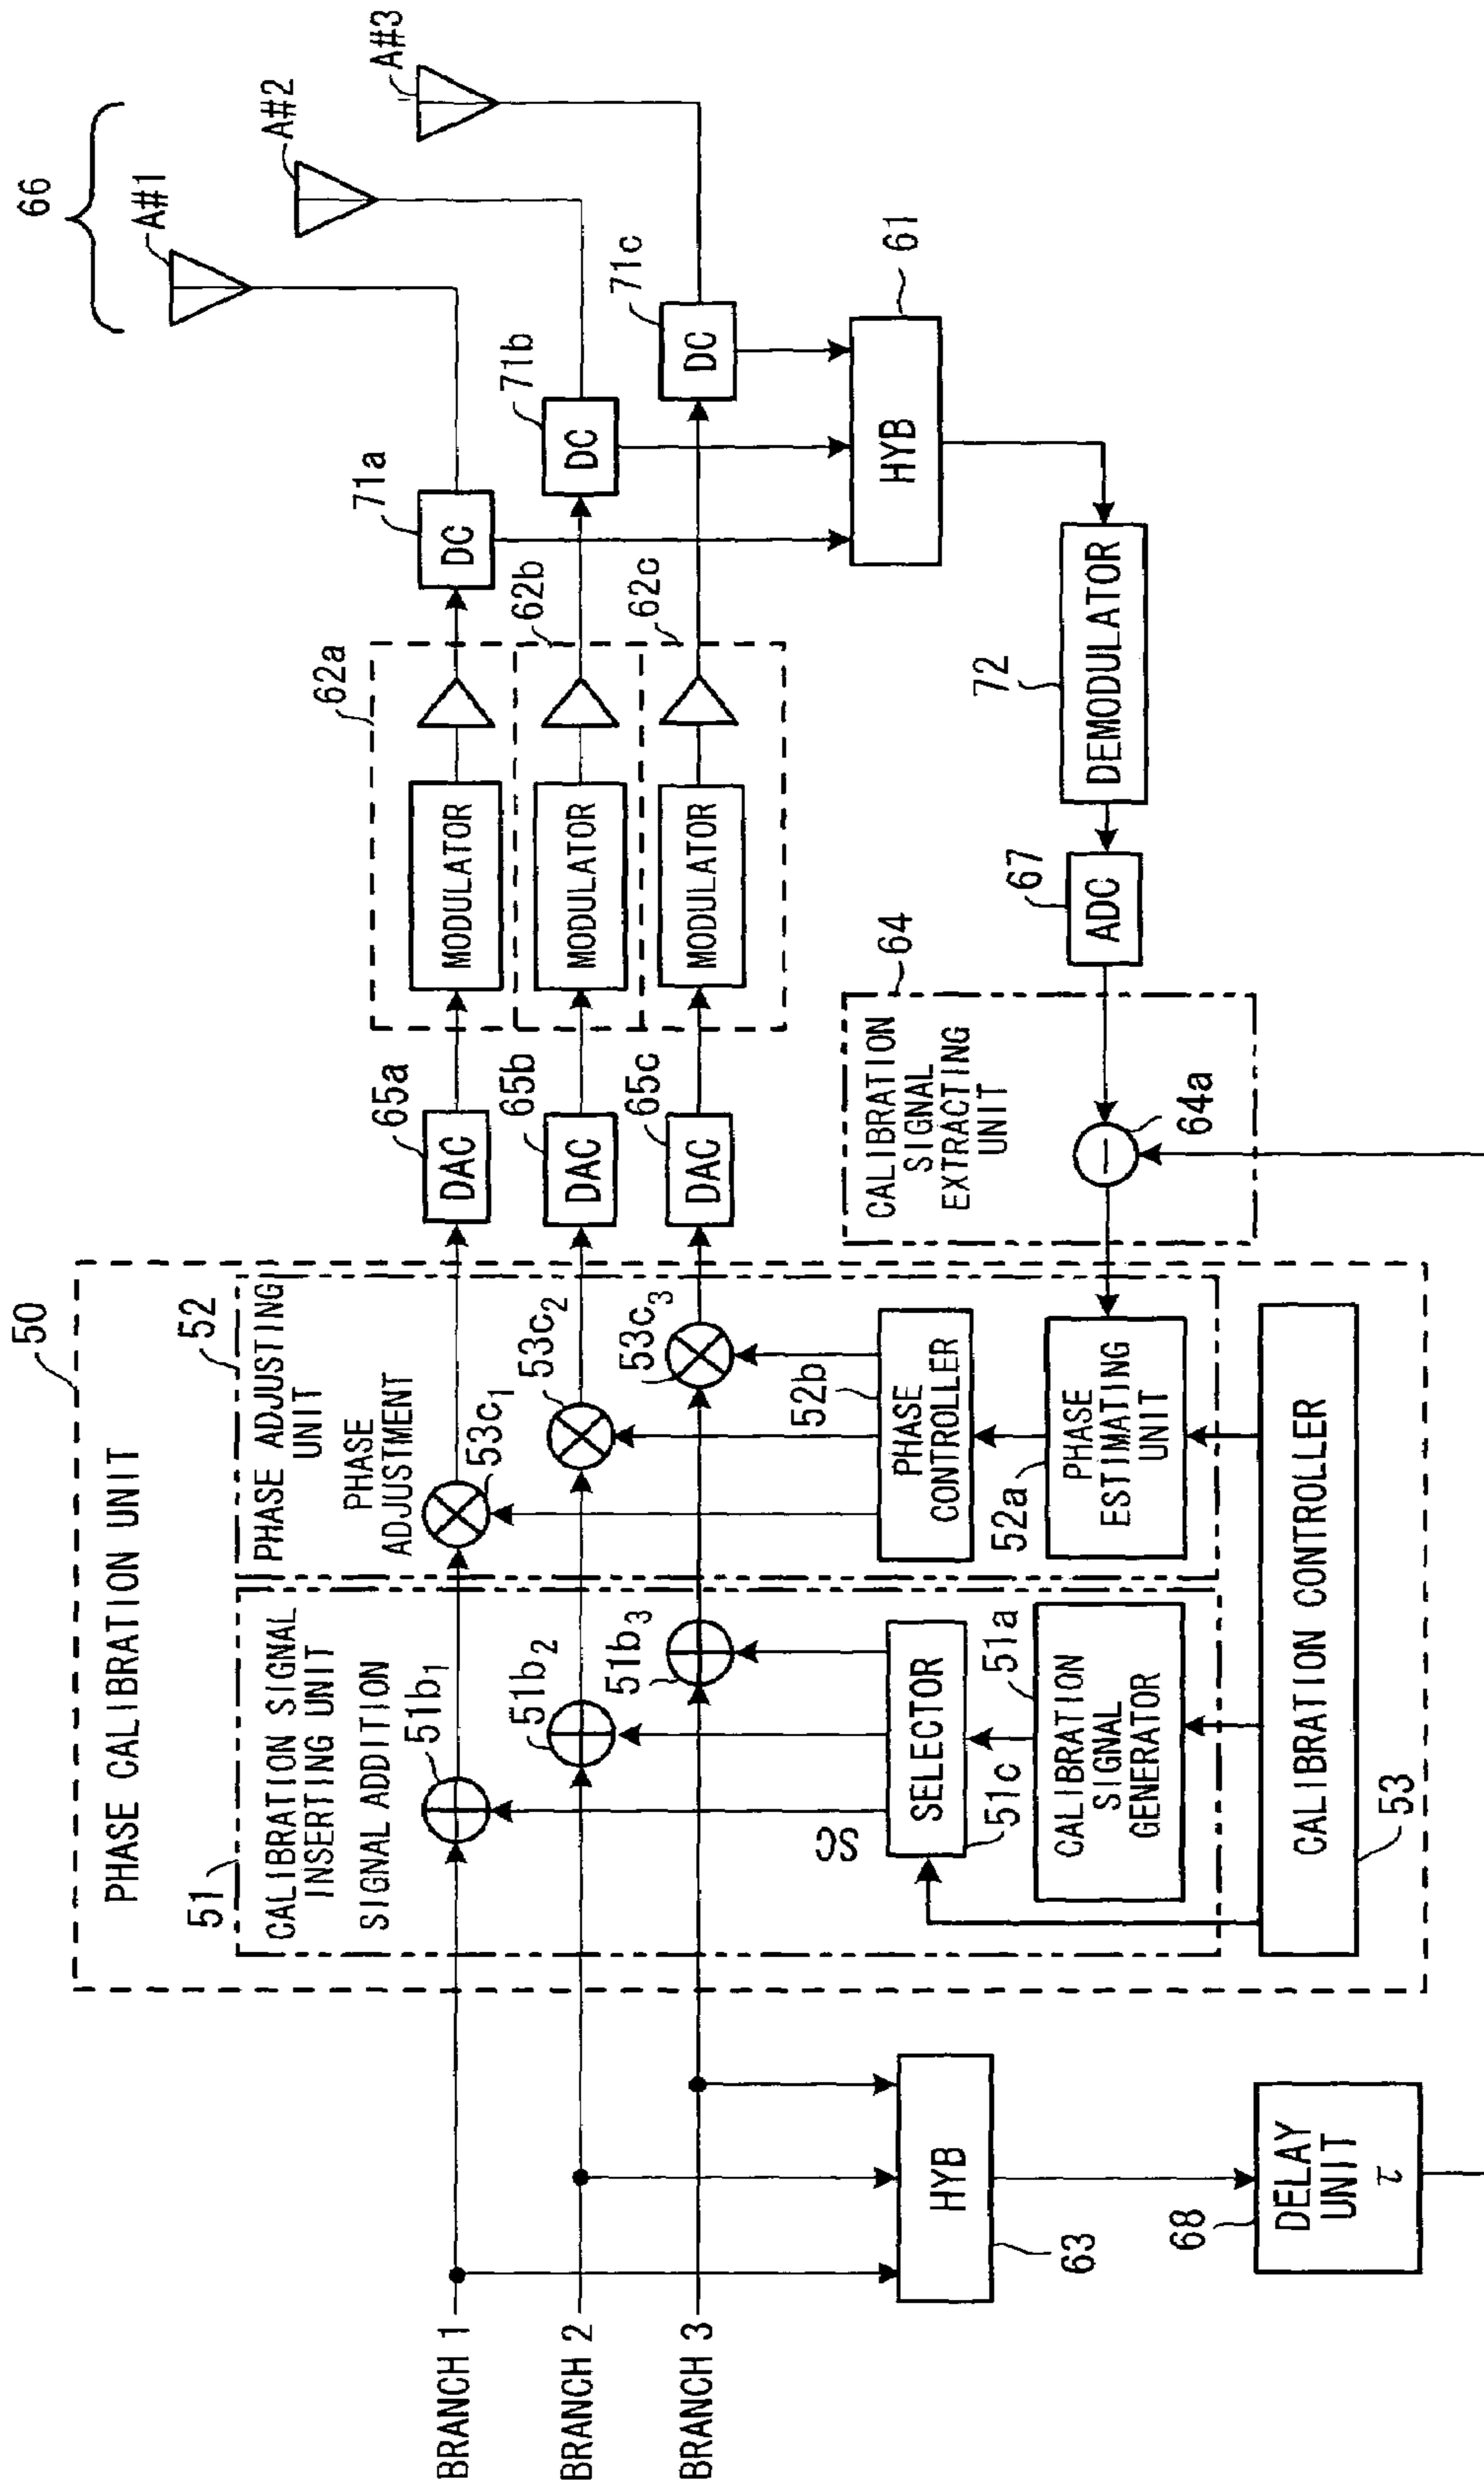 66
A#1
A#2
A#3
50
PHASE CALIBRATION UNIT
51
CALIBRATION SIGNAL
INSERTING UNIT
SIGNAL ADDITION
51b1
51b2
51b3
52
PHASE ADJUSTING
UNIT
PHASE
ADJUSTMENT
53c1
53c2
53c3
65a
DAC
65b
DAC
65c
DAC
62a
MODULATOR
62b
MODULATOR
62c
MODULATOR
71a
DC
71b
DC
71c
DC
BRANCH 1
BRANCH 2
BRANCH 3
SC
SELECTOR
51c
51a
CALIBRATION
SIGNAL
GENERATOR
52b
PHASE
CONTROLLER
52a
PHASE
ESTIMATING
UNIT
CALIBRATION CONTROLLER
53
64
CALIBRATION
SIGNAL
EXTRACTING
UNIT
64a
67
ADC
72
DEMODULATOR
HYB
61
HYB
63
68
DELAY
UNIT
τ